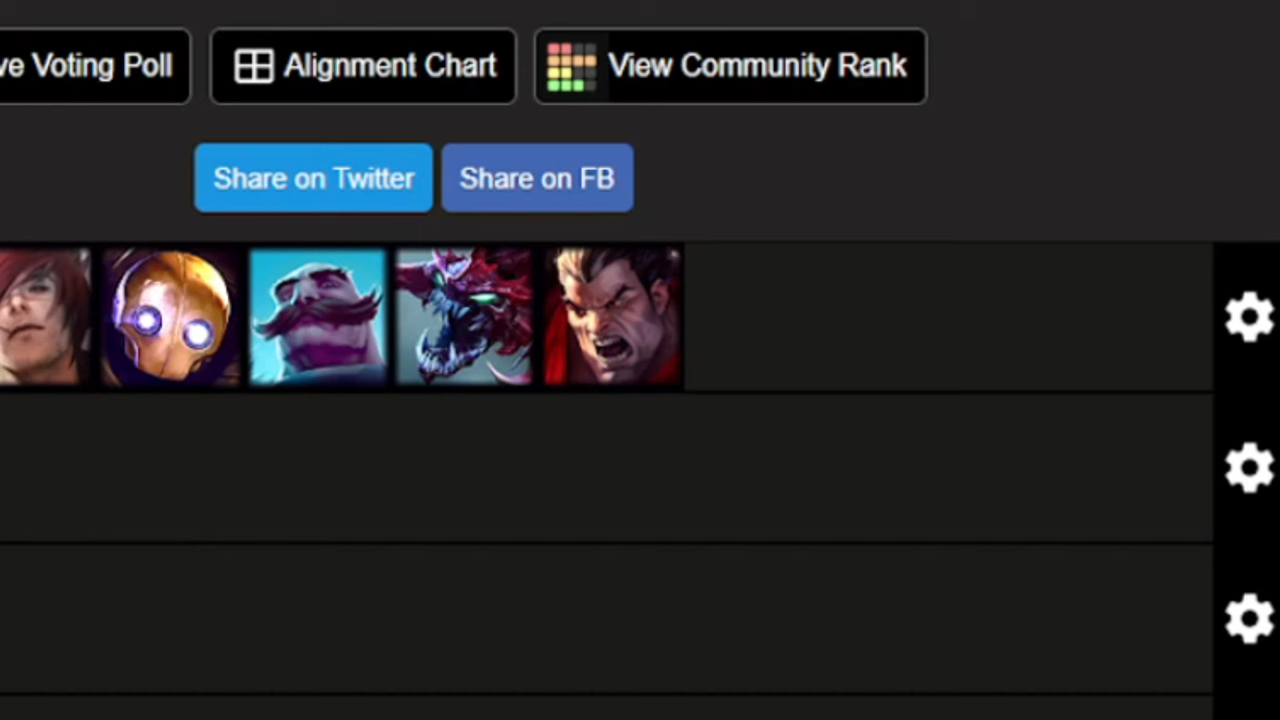 ve Voting Poll
Alignment Chart
View Community Rank
Share on Twitter
Share on FB